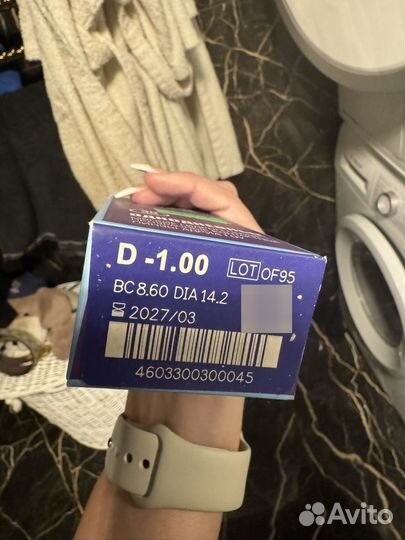 D -1.00
LOT OF95
BC 8.60 DIA 14.2
2027/03
4603300300045
Avito